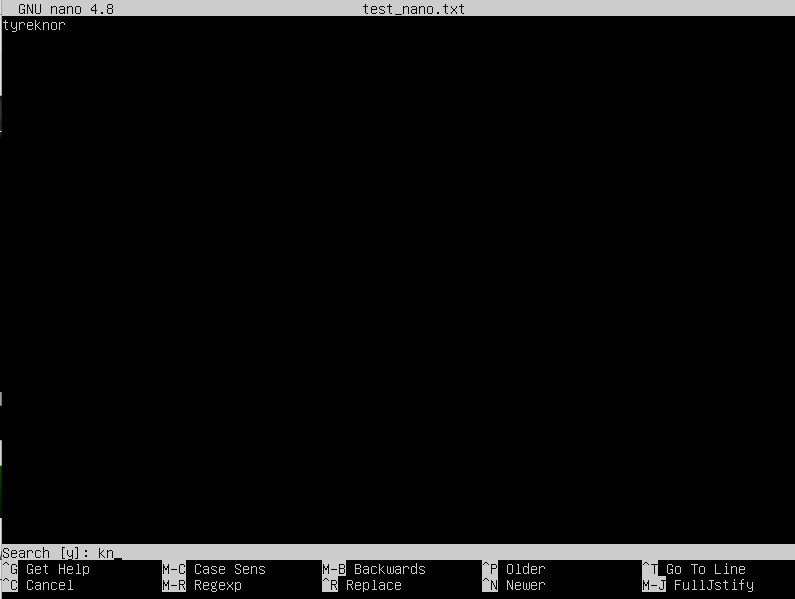 GNU nano 4.8 test_nano.txt
tyreknor
Search [y]: kn_
^G Get Help M-C Case Sens M-B Backwards ^P Older ^T Go To Line
^C Cancel M-R Regexp ^R Replace ^N Newer M-J FullJstify